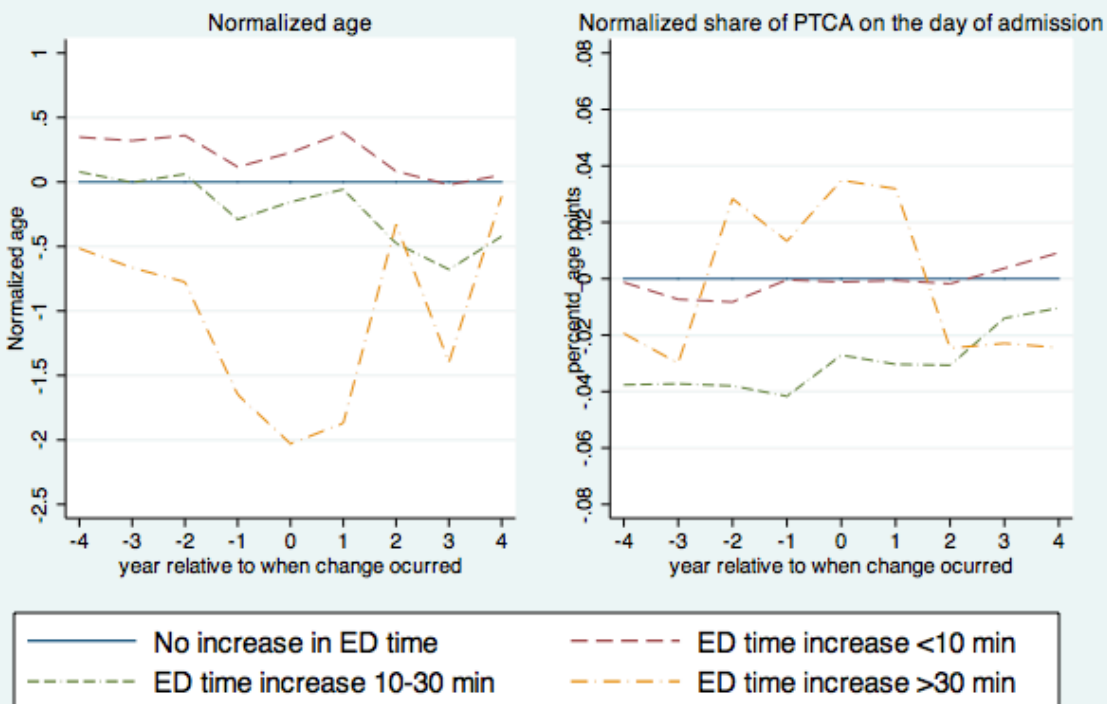 Normalized age
Normalized share of PTCA on the day of admission
Normalized age
1
.5
0
-.5
-1
-1.5
-2
-2.5
-4 -3 -2 -1 0 1 2 3 4
year relative to when change ocurred
percentd_age points
.08
.06
.04
.02
0
-.02
-.04
-.06
-.08
-4 -3 -2 -1 0 1 2 3 4
year relative to when change ocurred
No increase in ED time
ED time increase <10 min
ED time increase 10-30 min
ED time increase >30 min